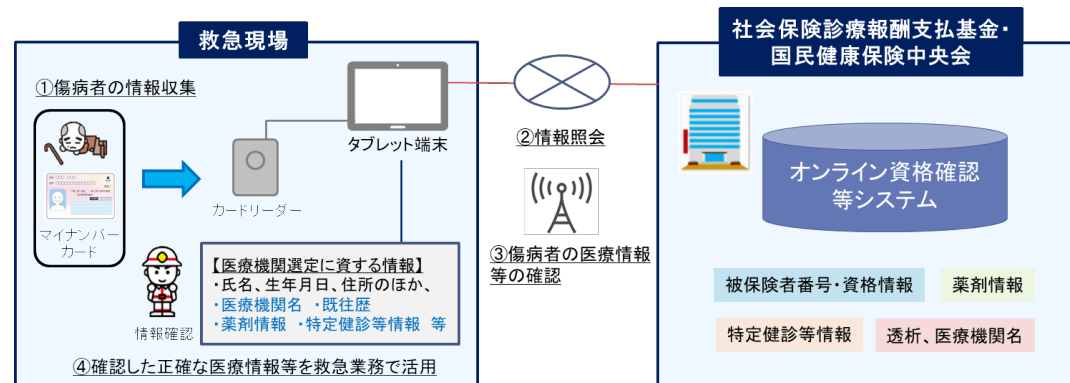 救急現場
①傷病者の情報収集
マイナンバー
カード
カードリーダー
タブレット端末
情報確認
【医療機関選定に資する情報】
・氏名、生年月日、住所のほか、
・医療機関名 ・既往歴
・薬剤情報 ・特定健診等情報 等
④確認した正確な医療情報等を救急業務で活用
②情報照会
③傷病者の医療情報
等の確認
社会保険診療報酬支払基金・
国民健康保険中央会
オンライン資格確認
等システム
被保険者番号・資格情報
薬剤情報
特定健診等情報
透析、医療機関名